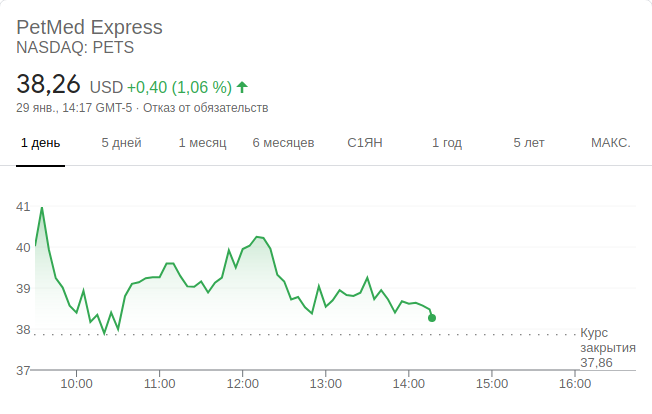 PetMed Express
NASDAQ: PETS
38,26 USD +0,40 (1,06 %)
29 янв., 14:17 GMT-5 · Отказ от обязательств
1 день 5 дней 1 месяц 6 месяцев С1ЯН 1 год 5 лет МАКС.
41
40
39
38
Курс
закрытия
37,86
37
10:00 11:00 12:00 13:00 14:00 15:00 16:00